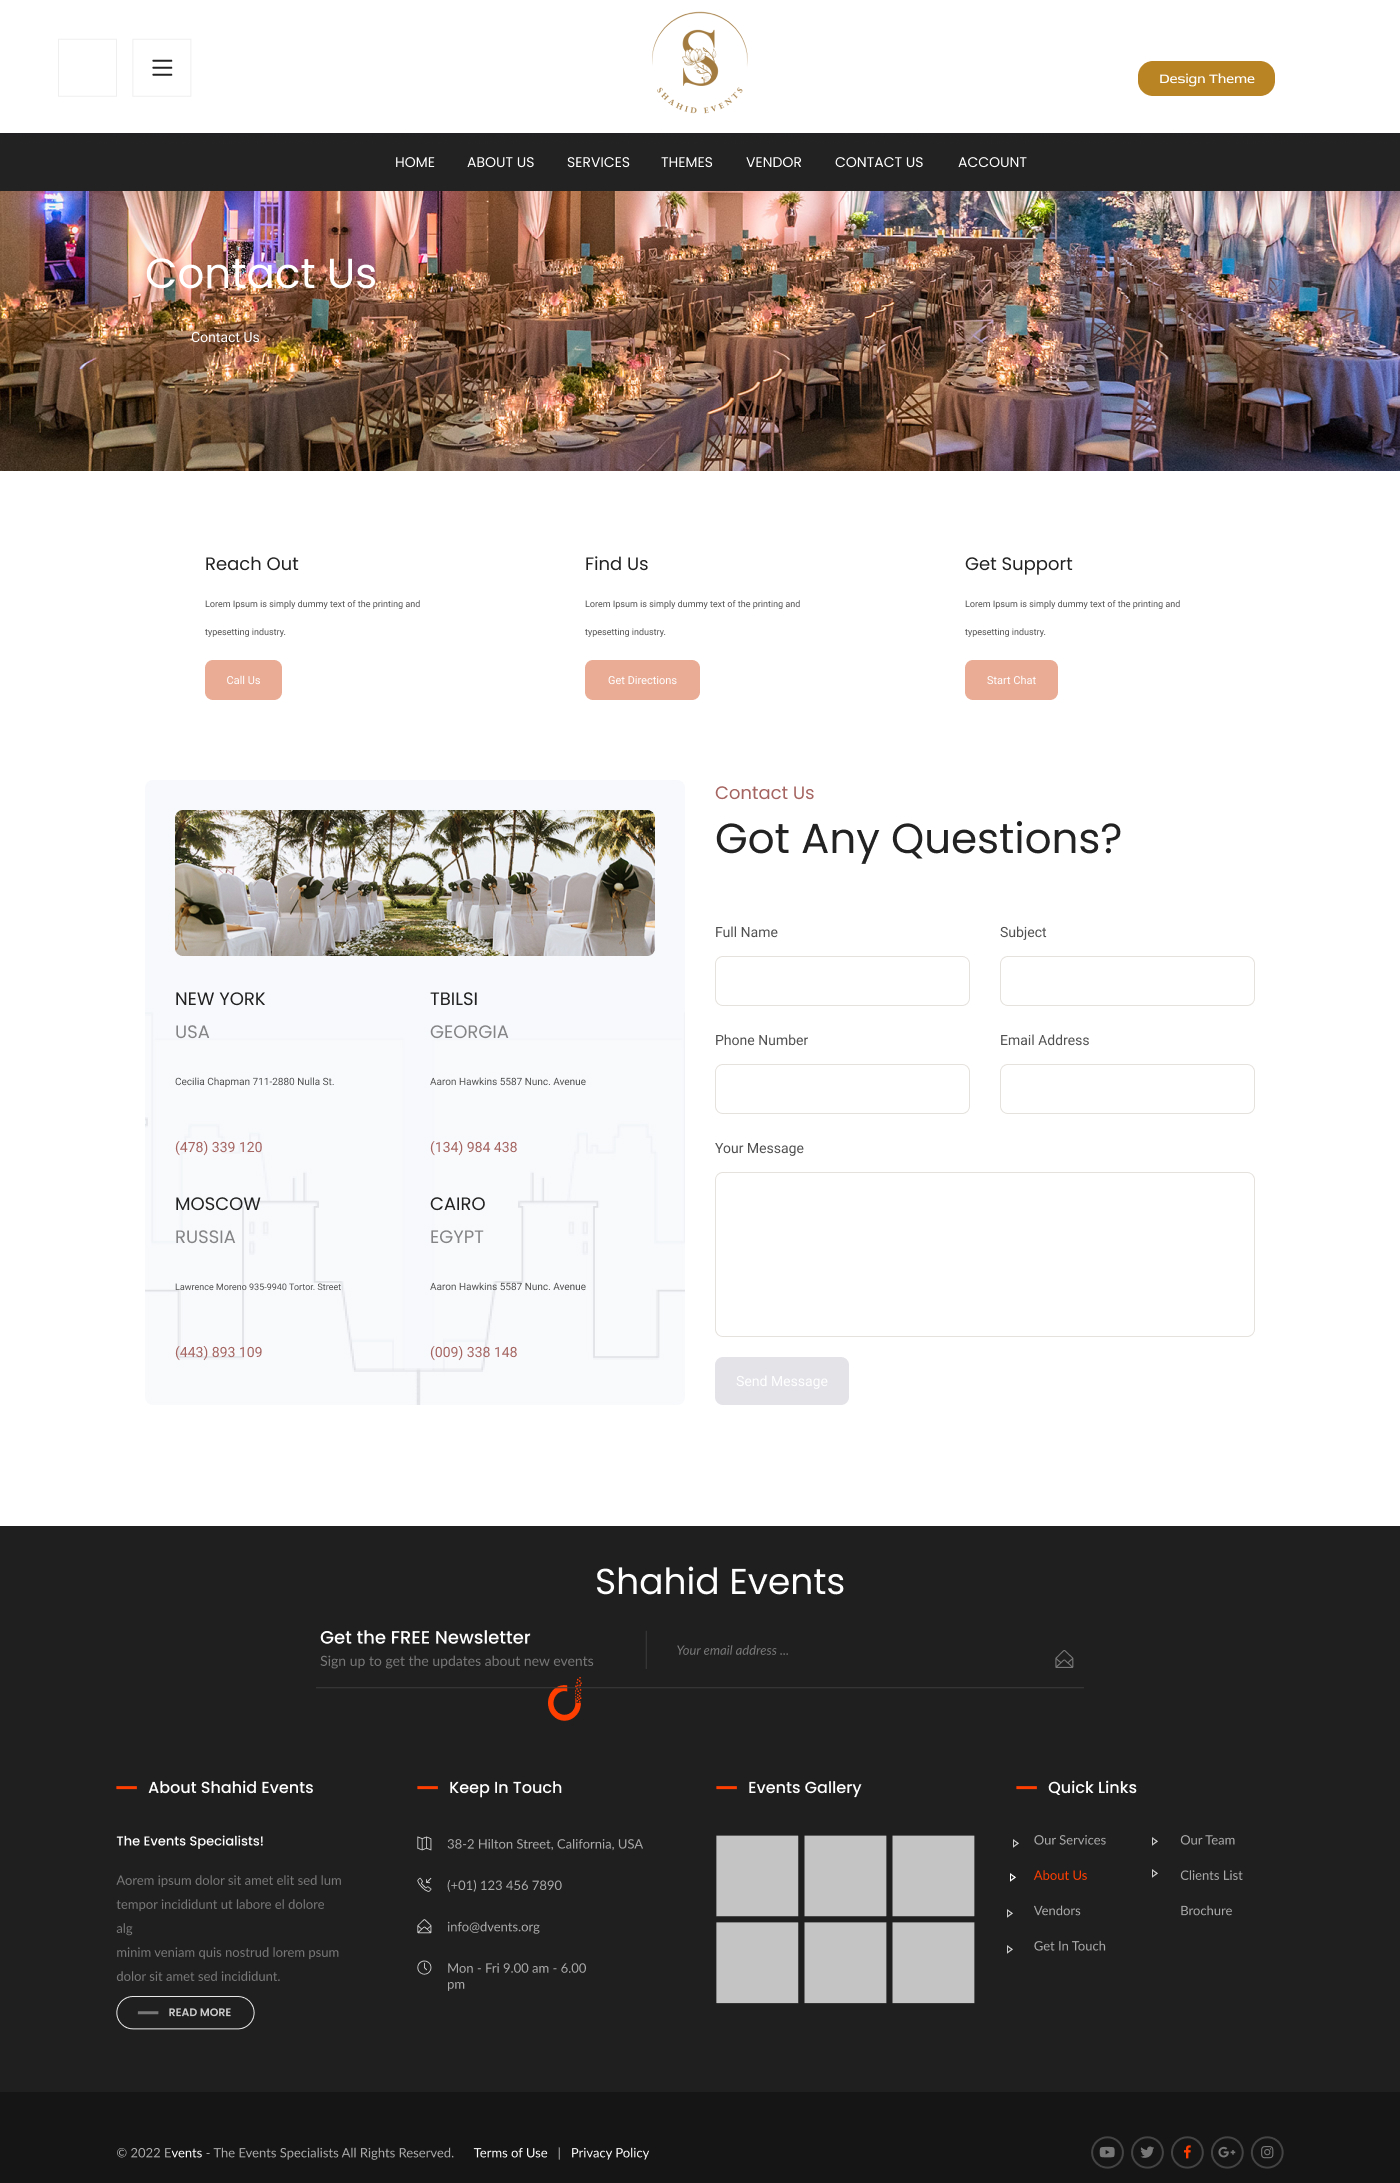 S
SHAHID EVENTS
Design Theme
HOME ABOUT US SERVICES THEMES VENDOR CONTACT US ACCOUNT
Contact Us
Contact Us
Reach Out
Lorem Ipsum is simply dummy text of the printing and
typesetting industry.
Call Us
Find Us
Lorem Ipsum is simply dummy text of the printing and
typesetting industry.
Get Directions
Get Support
Lorem Ipsum is simply dummy text of the printing and
typesetting industry.
Start Chat
NEW YORK
USA
Cecilia Chapman 711-2880 Nulla St.
(478) 339 120
TBILSI
GEORGIA
Aaron Hawkins 5587 Nunc. Avenue
(134) 984 438
MOSCOW
RUSSIA
Lawrence Moreno 935-9940 Tortor. Street
(443) 893 109
CAIRO
EGYPT
Aaron Hawkins 5587 Nunc. Avenue
(009) 338 148
Contact Us
Got Any Questions?
Full Name
Subject
Phone Number
Email Address
Your Message
Send Message
Shahid Events
Get the FREE Newsletter
Sign up to get the updates about new events
Your email address ...
About Shahid Events
The Events Specialists!
Aorem ipsum dolor sit amet elit sed lum
tempor incididunt ut labore el dolore
alg
minim veniam quis nostrud lorem psum
dolor sit amet sed incididunt.
READ MORE
Keep In Touch
38-2 Hilton Street, California, USA
(+01) 123 456 7890
info@dvents.org
Mon - Fri 9.00 am - 6.00
pm
Events Gallery
Quick Links
Our Services
About Us
Vendors
Get In Touch
Our Team
Clients List
Brochure
© 2022 Events - The Events Specialists All Rights Reserved. Terms of Use | Privacy Policy